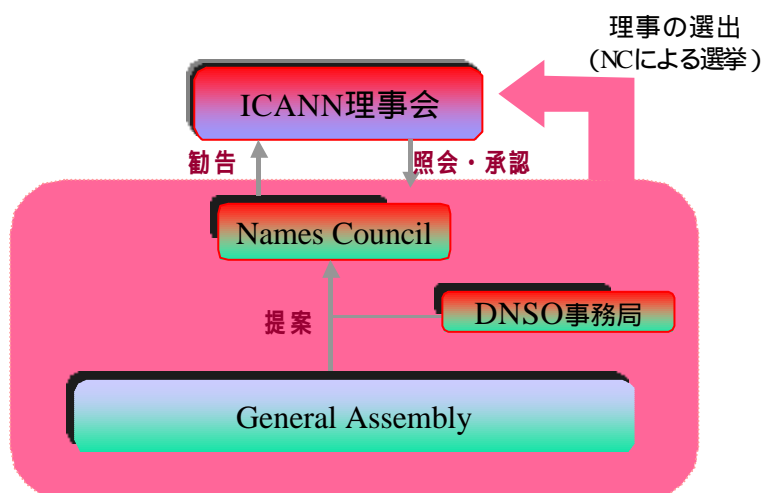 理事の選出
(NCによる選挙)
ICANN理事会
勧告
照会・承認
Names Council
提案
DNSO事務局
General Assembly